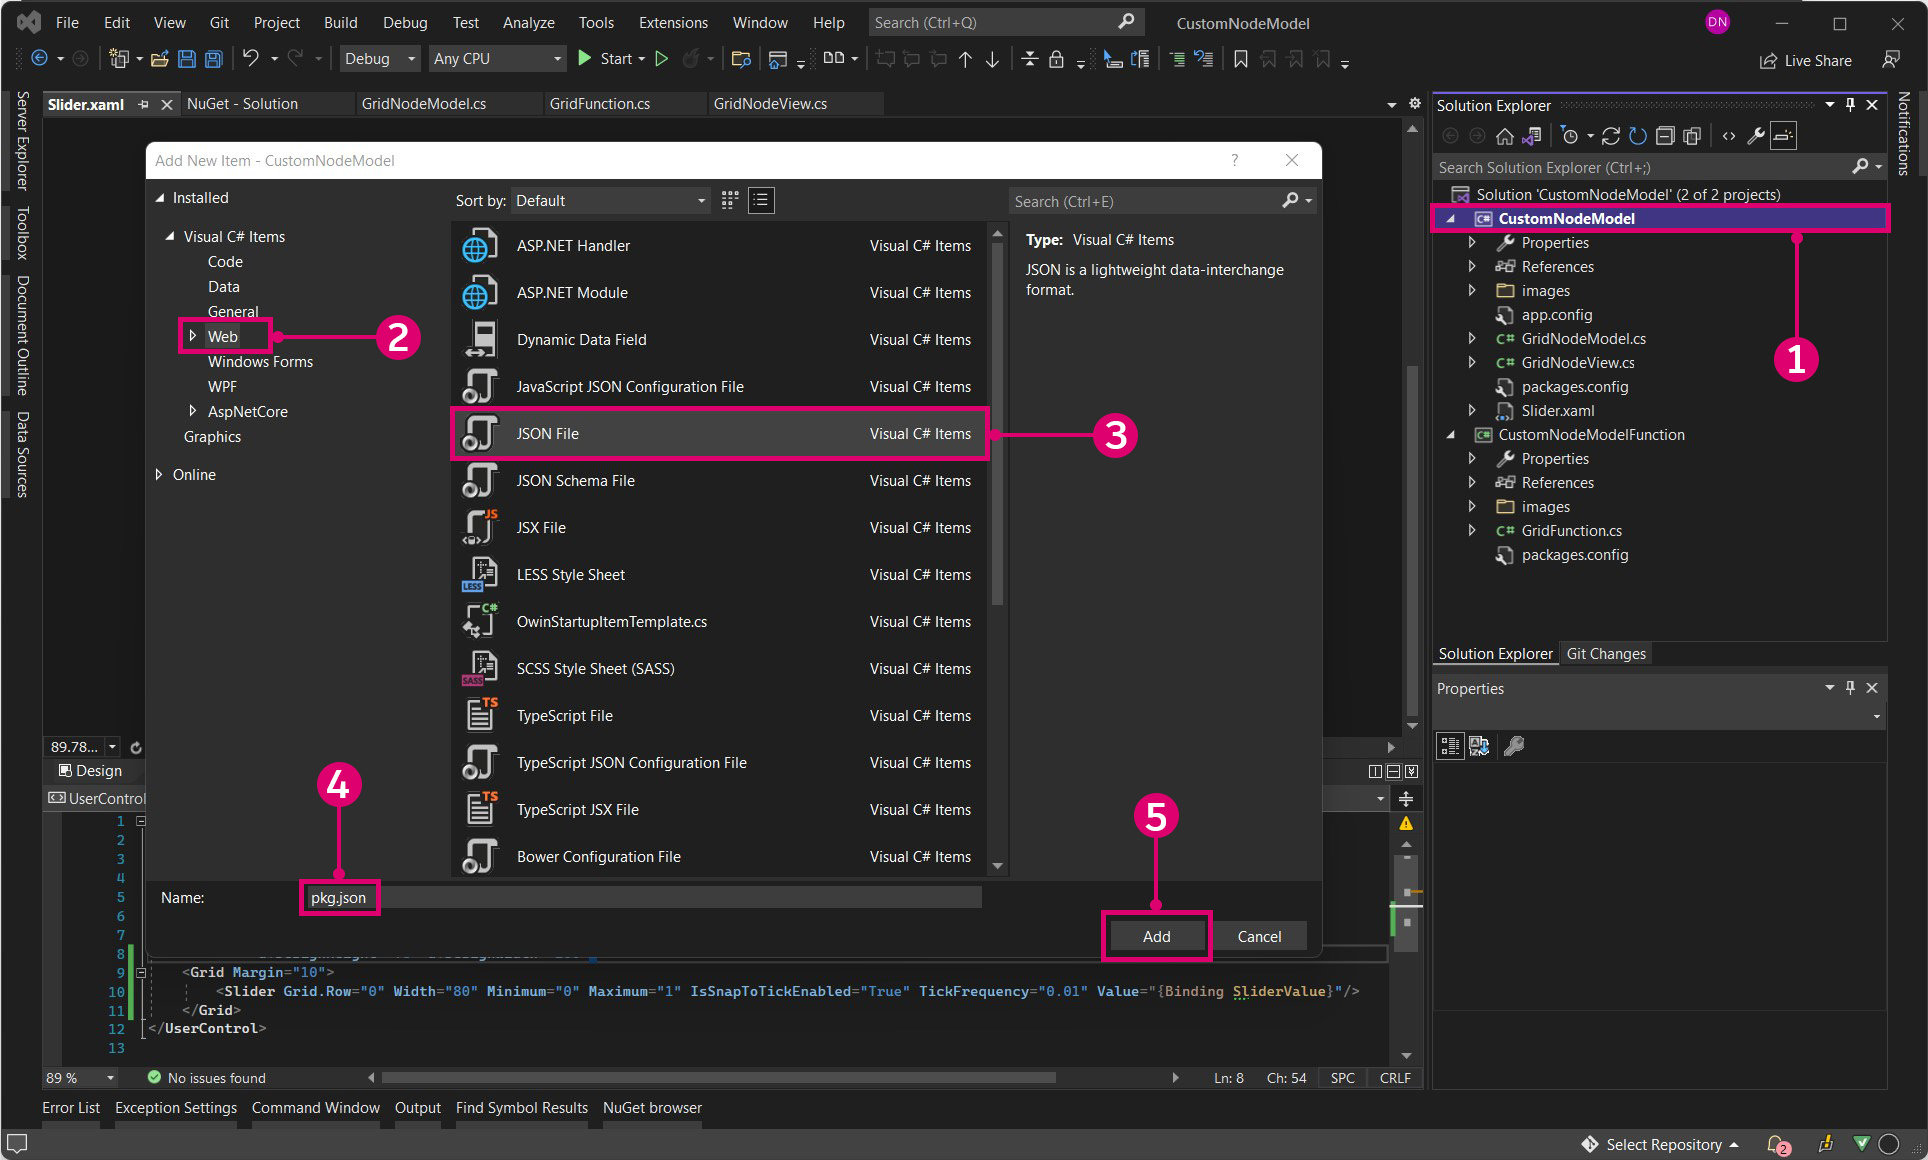 File Edit View Git Project Build Debug Test Analyze Tools Extensions Window Help Search (Ctrl+Q) CustomNodeModel DN
Debug Any CPU Start Live Share
Server Explorer
Toolbox
Document Outline
Data Sources
Slider.xaml NuGet - Solution GridNodeModel.cs GridFunction.cs GridNodeView.cs
Add New Item - CustomNodeModel ?
Installed
Visual C# Items
Code
Data
General
Web
Windows Forms
WPF
AspNetCore
Graphics
Online
2
Sort by: Default
Search (Ctrl+E)
ASP.NET Handler Visual C# Items
ASP.NET Module Visual C# Items
Dynamic Data Field Visual C# Items
JavaScript JSON Configuration File Visual C# Items
JSON File Visual C# Items
JSON Schema File Visual C# Items
JS
JSX File Visual C# Items
LESS
LESS Style Sheet Visual C# Items
C#
OwinStartupItemTemplate.cs Visual C# Items
SASS
SCSS Style Sheet (SASS) Visual C# Items
TS
TypeScript File Visual C# Items
TypeScript JSON Configuration File Visual C# Items
TS
TypeScript JSX File Visual C# Items
Bower Configuration File Visual C# Items
Type: Visual C# Items
JSON is a lightweight data-interchange
format.
3
4
5
Name: pkg.json
Add Cancel
89.78...
Design
UserControl
1
2
3
4
5
6
7
8
9 <Grid Margin="10">
10 <Slider Grid.Row="0" Width="80" Minimum="0" Maximum="1" IsSnapToTickEnabled="True" TickFrequency="0.01" Value="{Binding SliderValue}"/>
11 </Grid>
12 </UserControl>
13
89 % No issues found Ln: 8 Ch: 54 SPC CRLF
Error List Exception Settings Command Window Output Find Symbol Results NuGet browser
Solution Explorer
Search Solution Explorer (Ctrl+;)
Solution 'CustomNodeModel' (2 of 2 projects)
C# CustomNodeModel
Properties
References
images
app.config
C# GridNodeModel.cs
C# GridNodeView.cs
packages.config
Slider.xaml
C# CustomNodeModelFunction
Properties
References
images
C# GridFunction.cs
packages.config
1
Solution Explorer Git Changes
Properties
Notifications
Select Repository 2